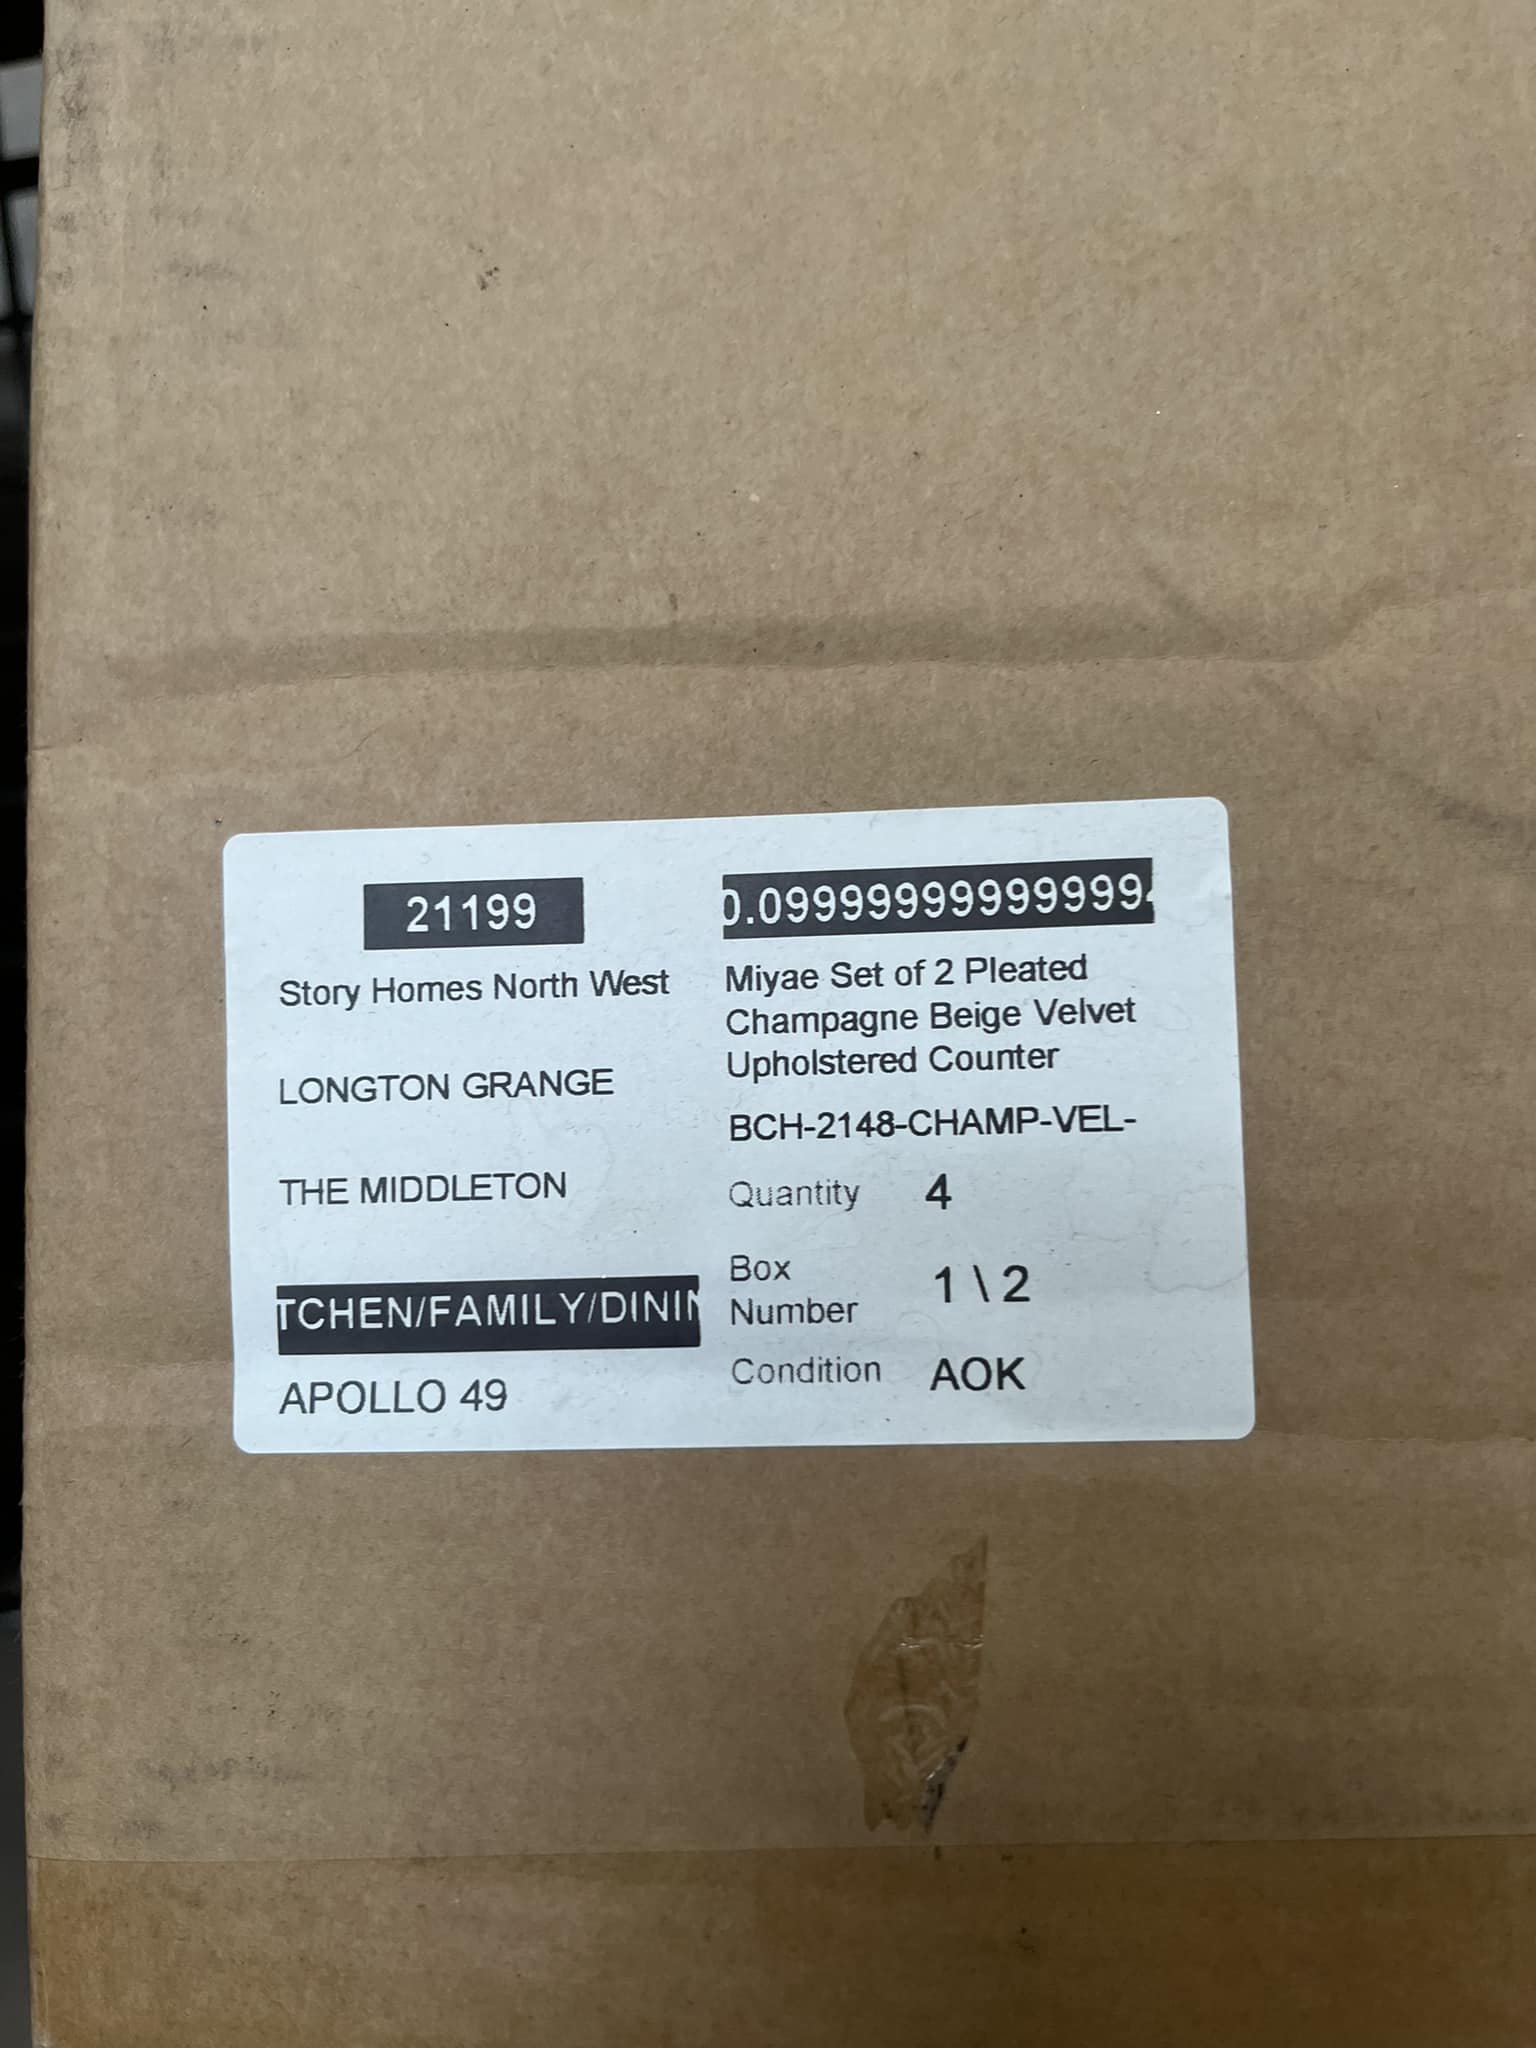 21199
Story Homes North West
LONGTON GRANGE
THE MIDDLETON
TCHEN/FAMILY/DININ
APOLLO 49
0.09999999999999994
Miyae Set of 2 Pleated
Champagne Beige Velvet
Upholstered Counter
BCH-2148-CHAMP-VEL-
Quantity 4
Box
Number 1 \ 2
Condition AOK